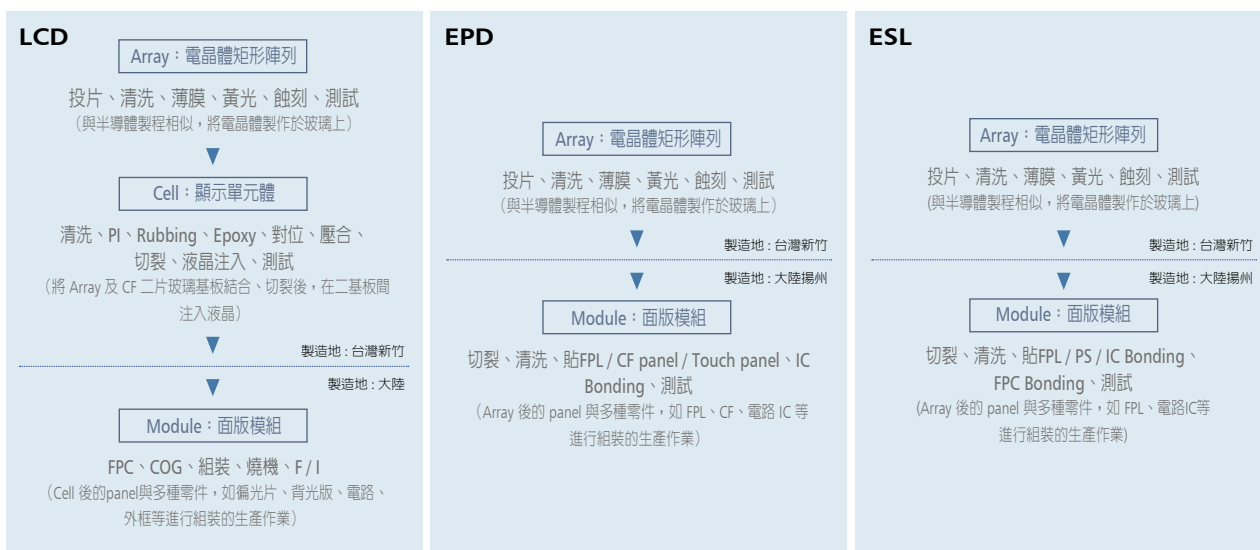 LCD
Array：電晶體矩形陣列
投片、清洗、薄膜、黃光、蝕刻、測試
（與半導體製程相似，將電晶體製作於玻璃上）
Cell：顯示單元體
清洗、PI、Rubbing、Epoxy、對位、壓合、
切裂、液晶注入、測試
（將 Array 及 CF 二片玻璃基板結合、切裂後，在二基板間
注入液晶）
製造地 : 台灣新竹
製造地 : 大陸
Module：面版模組
FPC、COG、組裝、燒機、F / I
（Cell 後的panel與多種零件，如偏光片、背光版、電路、
外框等進行組裝的生產作業）
EPD
Array：電晶體矩形陣列
投片、清洗、薄膜、黃光、蝕刻、測試
（與半導體製程相似，將電晶體製作於玻璃上）
製造地 : 台灣新竹
製造地 : 大陸揚州
Module：面版模組
切裂、清洗、貼FPL / CF panel / Touch panel、IC
Bonding、測試
（Array 後的 panel 與多種零件，如 FPL、CF、電路 IC 等
進行組裝的生產作業）
ESL
Array：電晶體矩形陣列
投片、清洗、薄膜、黃光、蝕刻、測試
(與半導體製程相似，將電晶體製作於玻璃上)
製造地 : 台灣新竹
製造地 : 大陸揚州
Module：面版模組
切裂、清洗、貼FPL / PS / IC Bonding、
FPC Bonding、測試
(Array 後的 panel 與多種零件，如 FPL、電路IC等
進行組裝的生產作業)